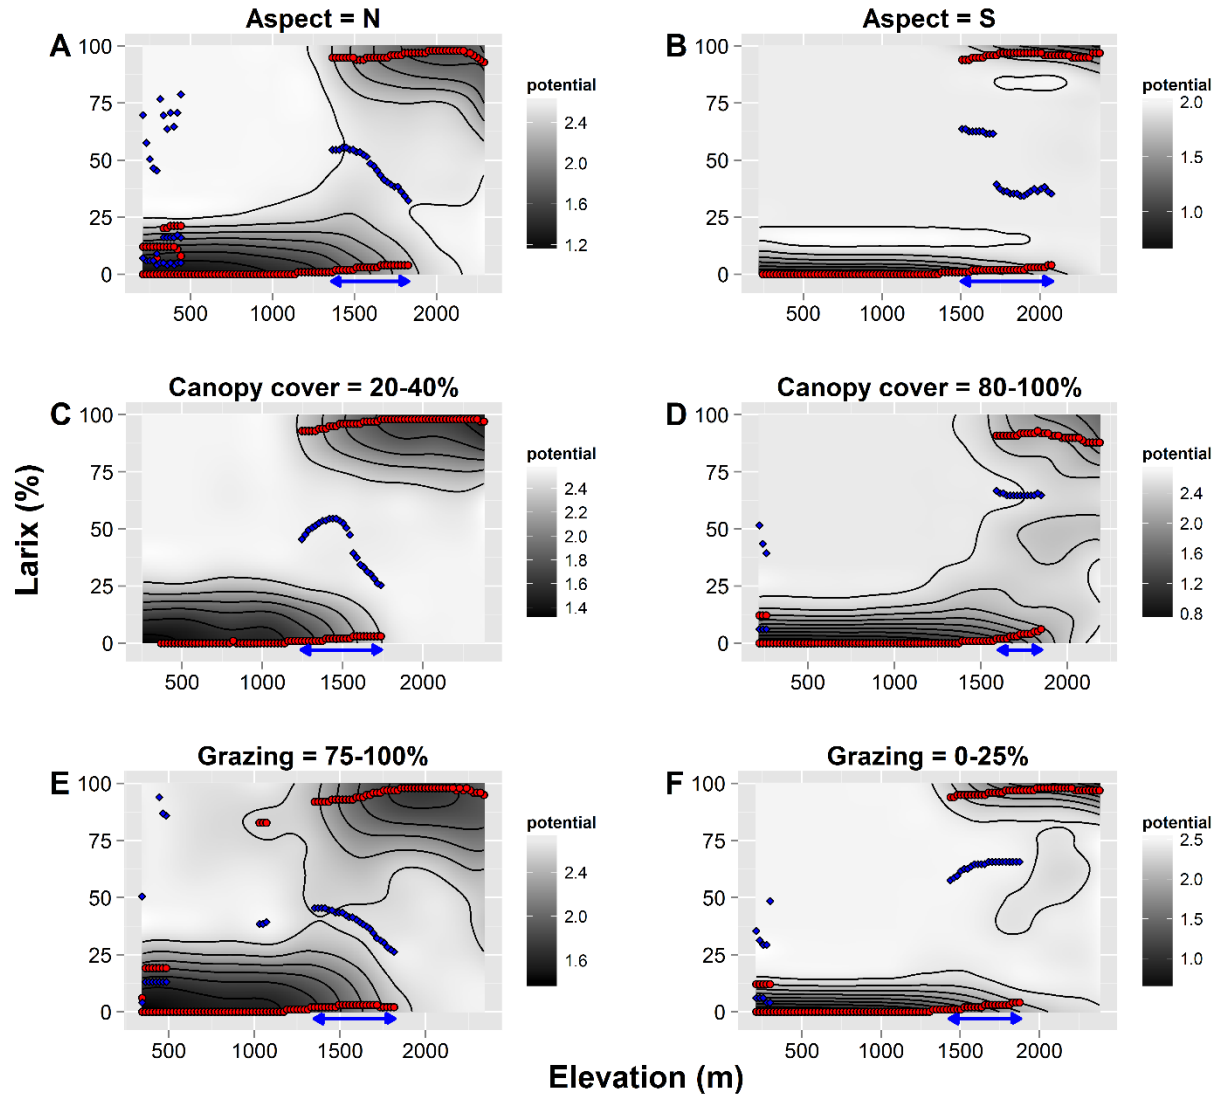 Aspect = N
A
100
75
50
25
0
500 1000 1500 2000
potential
2.4
2.0
1.6
1.2
Aspect = S
B
100
75
50
25
0
500 1000 1500 2000
potential
2.0
1.5
1.0
Canopy cover = 20-40%
C
100
75
50
25
0
500 1000 1500 2000
potential
2.4
2.2
2.0
1.8
1.6
1.4
Canopy cover = 80-100%
D
100
75
50
25
0
500 1000 1500 2000
potential
2.4
2.0
1.6
1.2
0.8
Grazing = 75-100%
E
100
75
50
25
0
500 1000 1500 2000
potential
2.4
2.0
1.6
Grazing = 0-25%
F
100
75
50
25
0
500 1000 1500 2000
potential
2.5
2.0
1.5
1.0
Larix (%)
Elevation (m)